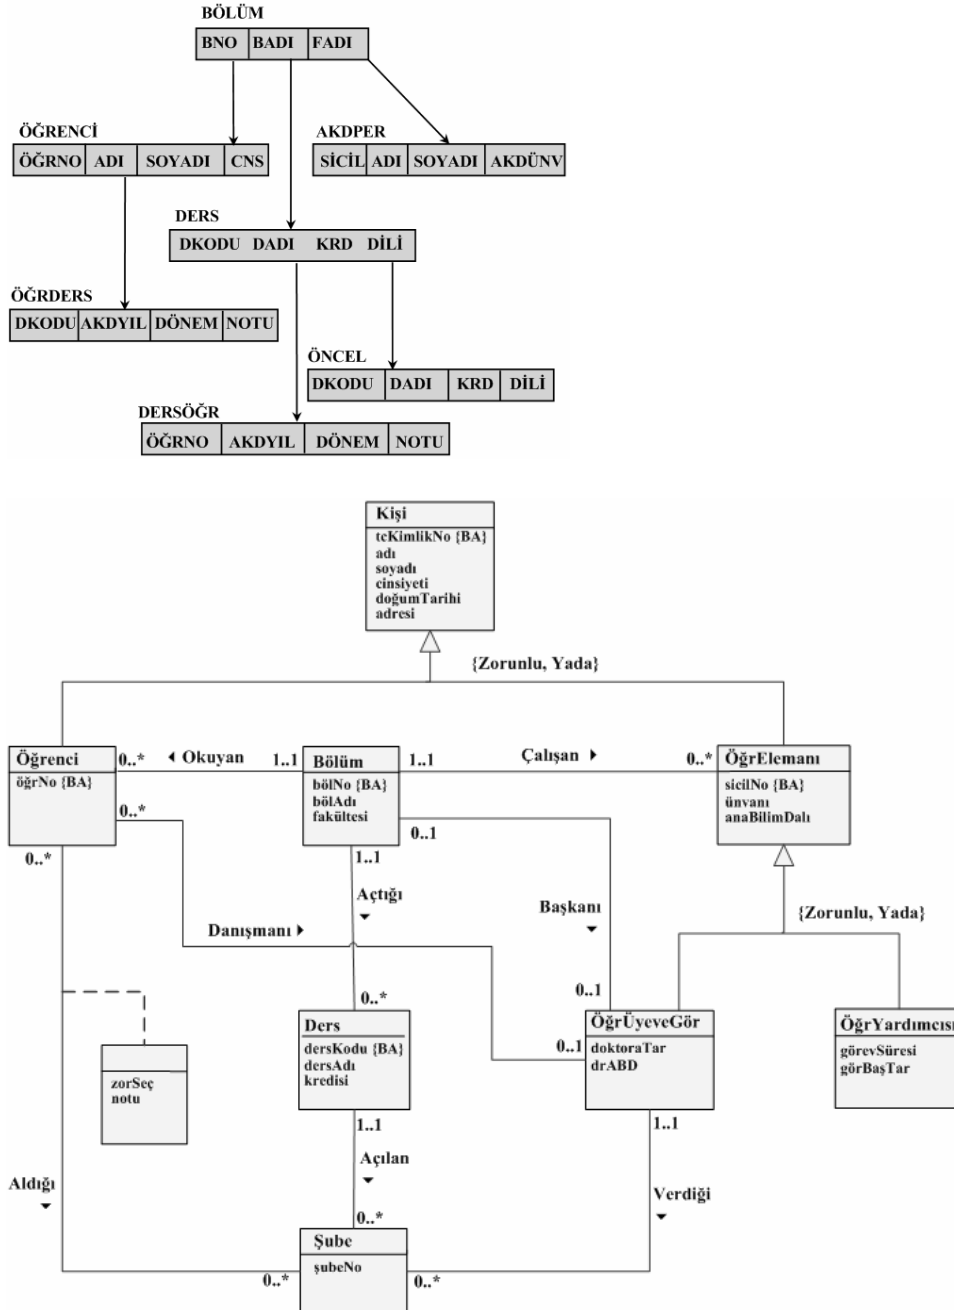 BÖLÜM
BNO BADI FADI
ÖĞRENCİ
ÖĞRNO ADI SOYADI CNS
AKDPER
SİCİL ADI SOYADI AKDÜNV
DERS
DKODU DADI KRD DİLİ
ÖĞRDERS
DKODU AKDYIL DÖNEM NOTU
ÖNCEL
DKODU DADI KRD DİLİ
DERSÖĞR
ÖĞRNO AKDYIL DÖNEM NOTU
Kişi
tcKimlikNo {BA}
adı
soyadı
cinsiyeti
doğumTarihi
adresi
{Zorunlu, Yada}
Öğrenci
öğrNo {BA}
0..* Okuyan 1..1
Bölüm
bölNo {BA}
bölAdı
fakültesi
1..1 Çalışan 0..*
ÖğrElemanı
sicilNo {BA}
ünvanı
anaBilimDalı
0..*
0..1
0..*
1..1
Açtığı
Başkanı
{Zorunlu, Yada}
Danışmanı
0..*
0..1
Ders
dersKodu {BA}
dersAdı
kredisi
0..1
ÖğrÜyeveGör
doktoraTar
drABD
ÖğrYardımcısı
görevSüresi
görBaşTar
zorSeç
notu
1..1
1..1
Açılan
Aldığı
Verdiği
0..*
Şube
şubeNo
0..*
0..*